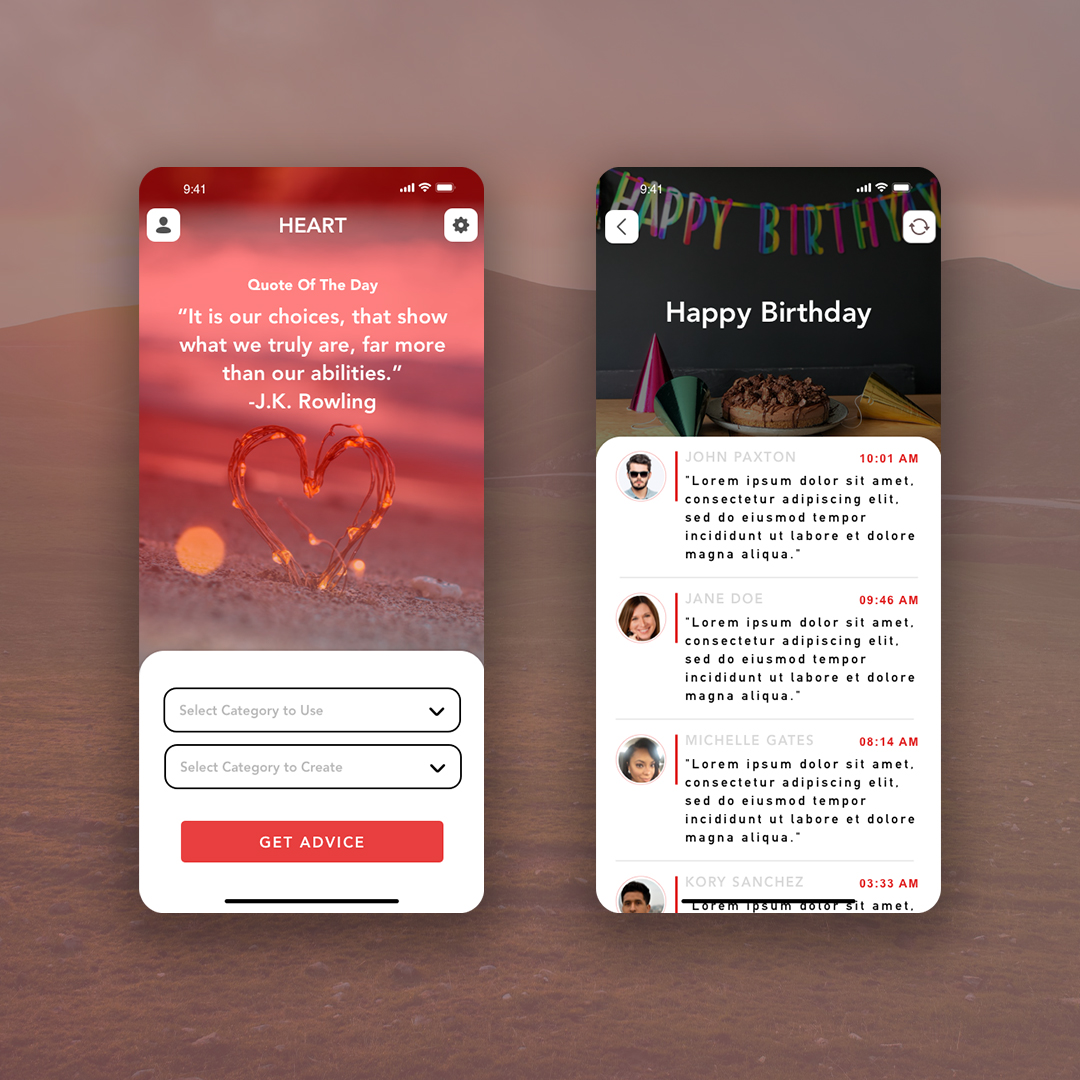 9:41
HEART
Quote Of The Day
"It is our choices, that show
what we truly are, far more
than our abilities."
-J.K. Rowling
Select Category to Use
Select Category to Create
GET ADVICE
9:41
HAPPY BIRTHDAY
Happy Birthday
JOHN PAXTON 10:01 AM
"Lorem ipsum dolor sit amet,
consectetur adipiscing elit,
sed do eiusmod tempor
incididunt ut labore et dolore
magna aliqua."
JANE DOE 09:46 AM
"Lorem ipsum dolor sit amet,
consectetur adipiscing elit,
sed do eiusmod tempor
incididunt ut labore et dolore
magna aliqua."
MICHELLE GATES 08:14 AM
"Lorem ipsum dolor sit amet,
consectetur adipiscing elit,
sed do eiusmod tempor
incididunt ut labore et dolore
magna aliqua."
KORY SANCHEZ 03:33 AM
"Lorem ipsum dolor sit amet,